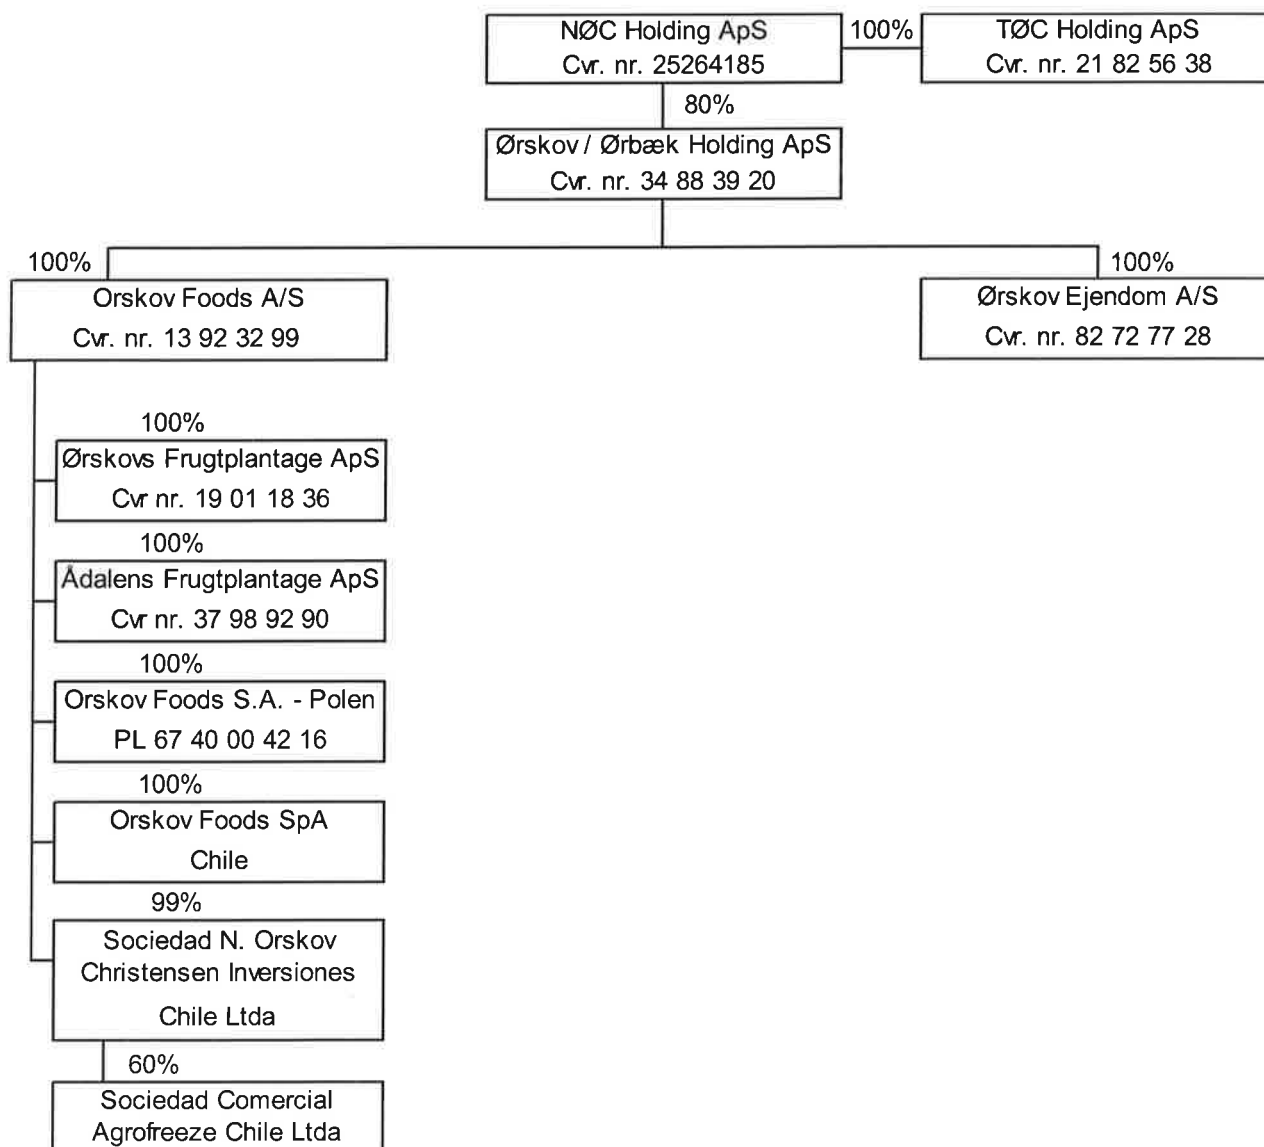 NØC Holding ApS
Cvr. nr. 25264185
100%
TØC Holding ApS
Cvr. nr. 21 82 56 38
80%
Ørskov / Ørbæk Holding ApS
Cvr. nr. 34 88 39 20
100%
Orskov Foods A/S
Cvr. nr. 13 92 32 99
100%
Ørskov Ejendom A/S
Cvr. nr. 82 72 77 28
100%
Ørskovs Frugtplantage ApS
Cvr nr. 19 01 18 36
100%
Ådalens Frugtplantage ApS
Cvr nr. 37 98 92 90
100%
Orskov Foods S.A. - Polen
PL 67 40 00 42 16
100%
Orskov Foods SpA
Chile
99%
Sociedad N. Orskov
Christensen Inversiones
Chile Ltda
60%
Sociedad Comercial
Agrofreeze Chile Ltda